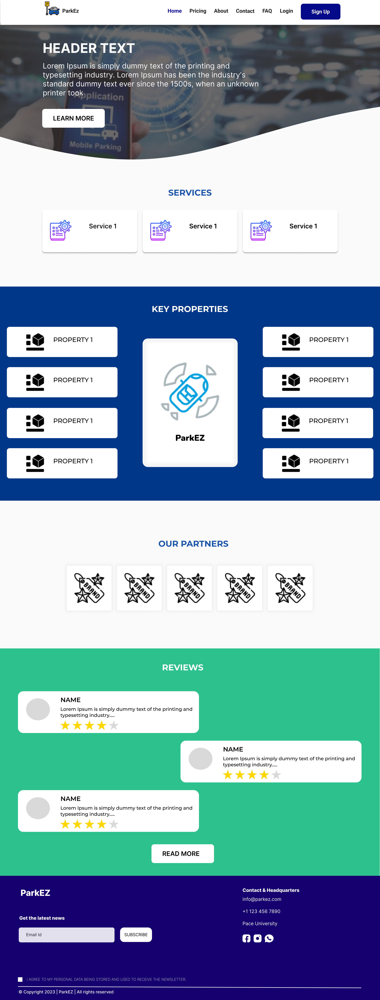 P
ParkEz
Home Pricing About Contact FAQ Login Sign Up
HEADER TEXT
Lorem Ipsum is simply dummy text of the printing and
typesetting industry. Lorem Ipsum has been the industry's
standard dummy text ever since the 1500s, when an unknown
printer took
Application
LEARN MORE
Mobile Parking
SERVICES
Service 1 Service 1 Service 1
KEY PROPERTIES
PROPERTY 1 PROPERTY 1
PROPERTY 1 PROPERTY 1
PROPERTY 1 PROPERTY 1
PROPERTY 1 PROPERTY 1
ParkEZ
OUR PARTNERS
BRAND BRAND BRAND BRAND BRAND
REVIEWS
NAME
Lorem Ipsum is simply dummy text of the printing and
typesetting industry.....
NAME
Lorem Ipsum is simply dummy text of the printing and
typesetting industry.....
NAME
Lorem Ipsum is simply dummy text of the printing and
typesetting industry.....
READ MORE
ParkEZ
Get the latest news
Email Id
SUBSCRIBE
Contact & Headquarters
info@parkez.com
+1 123 456 7890
Pace University
I AGREE TO MY PERSONAL DATA BEING STORED AND USED TO RECEIVE THE NEWSLETTER.
© Copyright 2023 | ParkEZ | All rights reserved